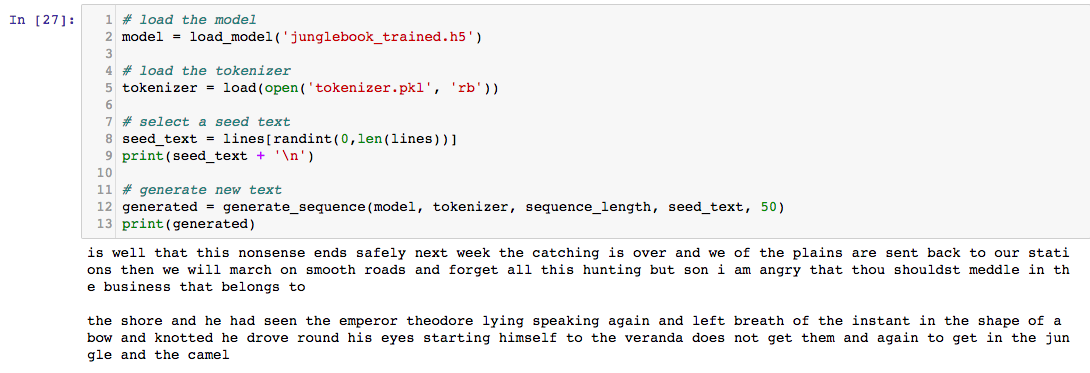 In [27]:
1 # load the model
2 model = load_model('junglebook_trained.h5')
3
4 # load the tokenizer
5 tokenizer = load(open('tokenizer.pkl', 'rb'))
6
7 # select a seed text
8 seed_text = lines[randint(0,len(lines))]
9 print(seed_text + '\n')
10
11 # generate new text
12 generated = generate_sequence(model, tokenizer, sequence_length, seed_text, 50)
13 print(generated)
is well that this nonsense ends safely next week the catching is over and we of the plains are sent back to our stati
ons then we will march on smooth roads and forget all this hunting but son i am angry that thou shouldst meddle in th
e business that belongs to
the shore and he had seen the emperor theodore lying speaking again and left breath of the instant in the shape of a
bow and knotted he drove round his eyes starting himself to the veranda does not get them and again to get in the jun
gle and the camel